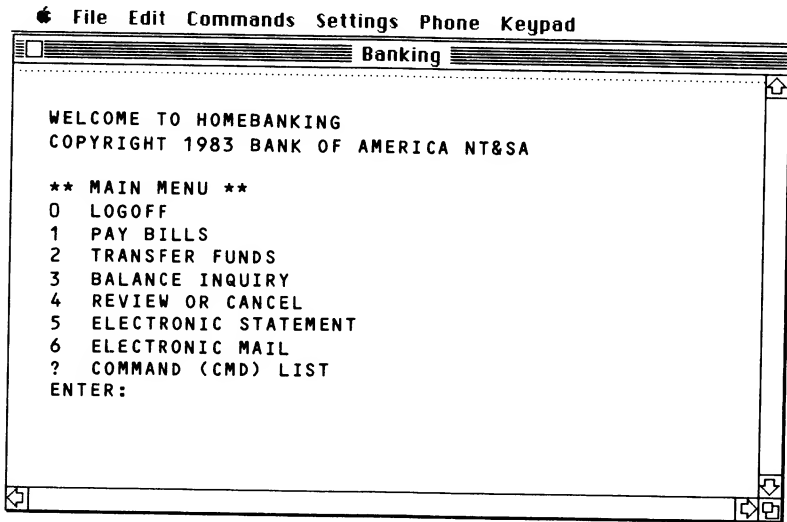 File Edit Commands Settings Phone Keypad
Banking
WELCOME TO HOMEBANKING
COPYRIGHT 1983 BANK OF AMERICA NT&SA
** MAIN MENU **
0 LOGOFF
1 PAY BILLS
2 TRANSFER FUNDS
3 BALANCE INQUIRY
4 REVIEW OR CANCEL
5 ELECTRONIC STATEMENT
6 ELECTRONIC MAIL
? COMMAND (CMD) LIST
ENTER: